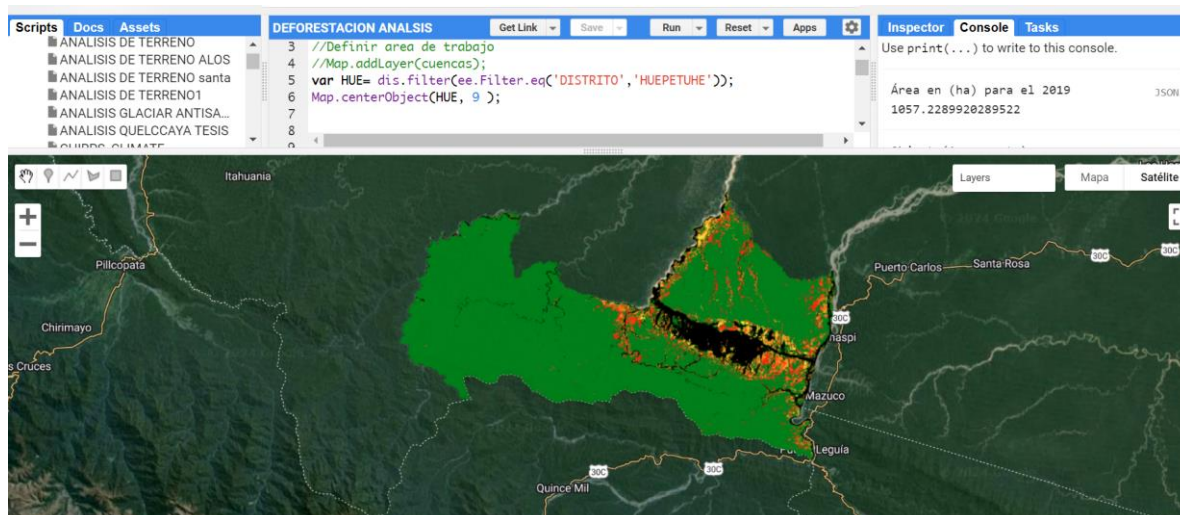 Scripts Docs Assets
ANALISIS DE TERRENO
ANALISIS DE TERRENO ALOS
ANALISIS DE TERRENO santa
ANALISIS DE TERRENO1
ANALISIS GLACIAR ANTISA...
ANALISIS QUELCCAYA TESIS
DEFORESTACION ANALSIS
Get Link Save Run Reset Apps
3 //Definir area de trabajo
4 //Map.addLayer(cuencas);
5 var HUE= dis.filter(ee.Filter.eq('DISTRITO','HUEPETUHE'));
6 Map.centerObject(HUE, 9 );
7
8
Inspector Console Tasks
Use print(...) to write to this console.
Área en (ha) para el 2019 JSON
1057.2289920289522
Itahuania
Layers
Mapa Satélite
Pillcopata
Puerto Carlos
Santa Rosa
30C
30C
Chirimayo
30C
naspi
s Cruces
Mazuco
Leguía
30C
30C
Quince Mil